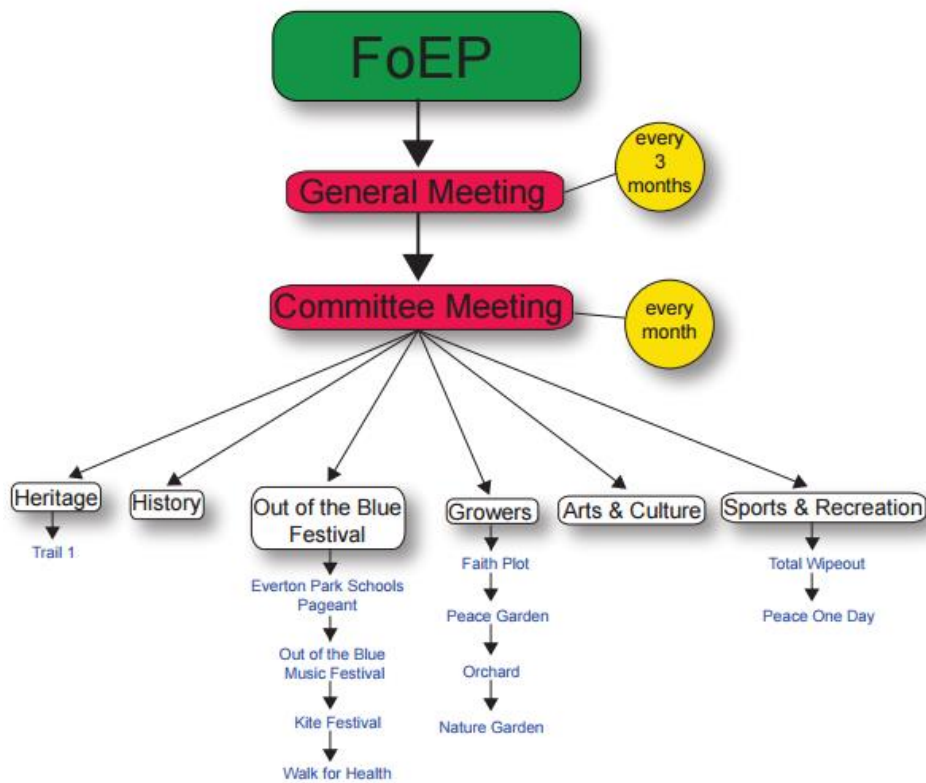 FoEP
General Meeting
every
3
months
Committee Meeting
every
month
Heritage
Trail 1
History
Out of the Blue
Festival
Everton Park Schools
Pageant
Out of the Blue
Music Festival
Kite Festival
Walk for Health
Growers
Faith Plot
Peace Garden
Orchard
Nature Garden
Arts & Culture
Sports & Recreation
Total Wipeout
Peace One Day